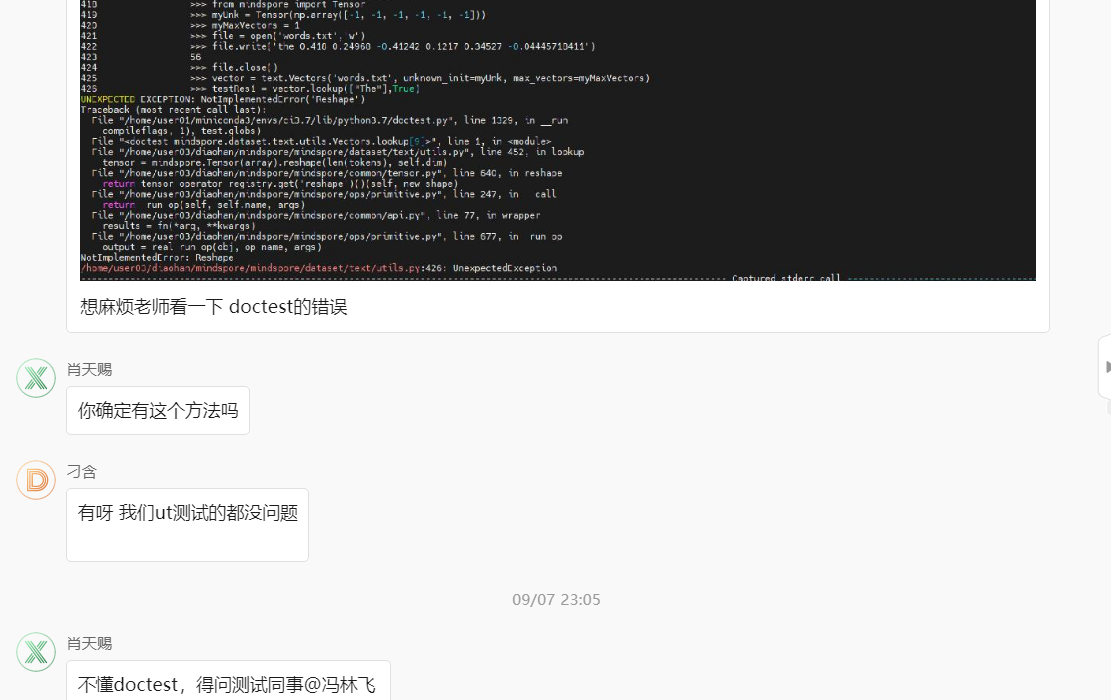 418 >>> from mindspore import Tensor
419 >>> myUnk = Tensor(np.array([-1, -1, -1, -1, -1, -1]))
420 >>> myMaxVectors = 1
421 >>> file = open('words.txt', 'w')
422 >>> file.write('the 0.418 0.24968 -0.41242 0.1217 0.34527 -0.044457841')
423 56
424 >>> file.close()
425 >>> vector = text.Vectors('words.txt', unknown_init=myUnk, max_vectors=myMaxVectors)
426 >>> testRes1 = vector.lookup(["The"],True)
UNEXPECTED EXCEPTION: NotImplementedError('Reshape')
Traceback (most recent call last):
File "/home/user01/miniconda3/envs/ci3.7/lib/python3.7/doctest.py", line 1329, in __run
compileflags, 1), test.globs)
File "<doctest mindspore.dataset.text.utils.Vectors.lookup[9]>", line 1, in <module>
File "/home/user03/diaohan/mindspore/mindspore/dataset/text/utils.py", line 452, in lookup
tensor = mindspore.Tensor(array).reshape(len(tokens), self.dim)
File "/home/user03/diaohan/mindspore/mindspore/common/tensor.py", line 640, in reshape
return tensor_operator_registry.get('reshape')()(self, new_shape)
File "/home/user03/diaohan/mindspore/mindspore/ops/primitive.py", line 247, in __call__
return _run_op(self, self.name, args)
File "/home/user03/diaohan/mindspore/mindspore/common/api.py", line 77, in wrapper
results = fn(*arg, **kwargs)
File "/home/user03/diaohan/mindspore/mindspore/ops/primitive.py", line 677, in _run_op
output = real_run_op(obj, op_name, args)
NotImplementedError: Reshape
/home/user03/diaohan/mindspore/mindspore/dataset/text/utils.py:426: UnexpectedException
Captured stderr call
想麻烦老师看一下 doctest的错误
肖天赐
你确定有这个方法吗
刁含
有呀 我们ut测试的都没问题
09/07 23:05
肖天赐
不懂doctest，得问测试同事@冯林飞